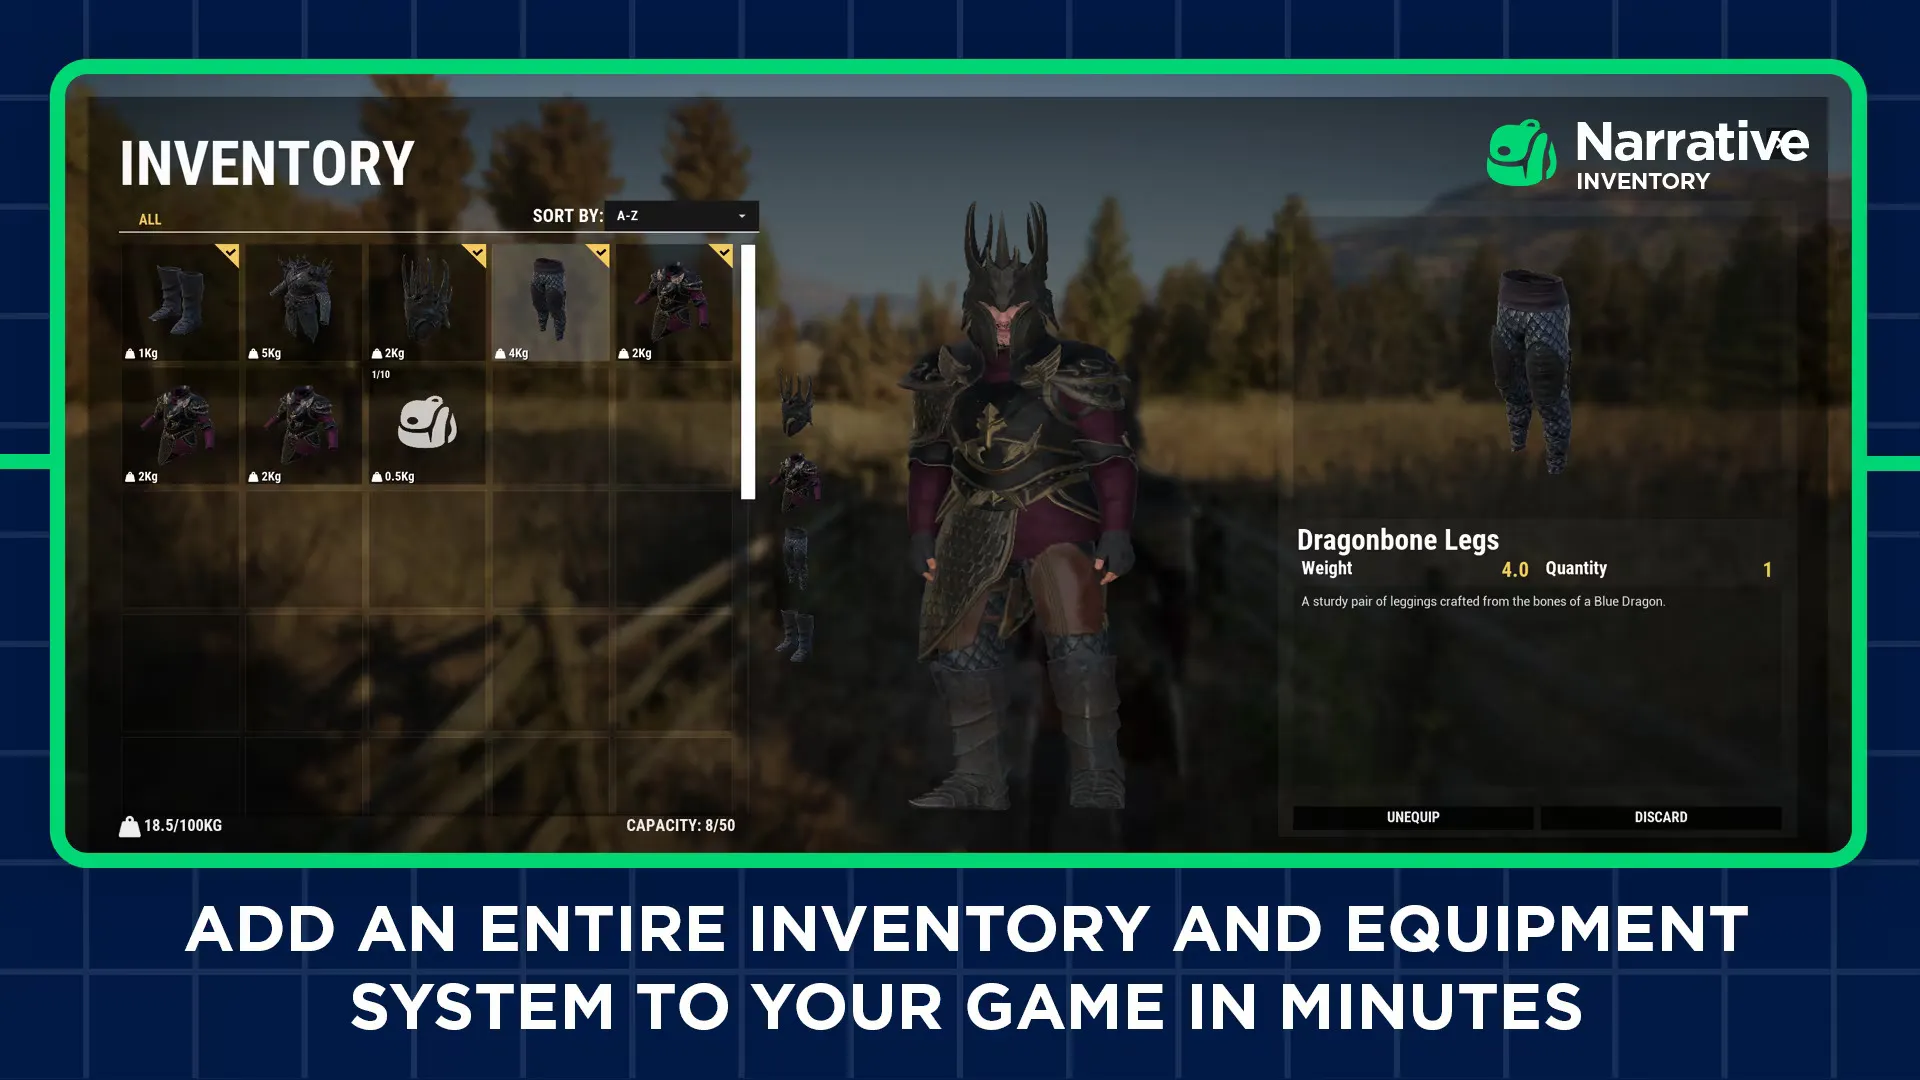 Narrative
INVENTORY
INVENTORY
ALL
SORT BY: A-Z
1Kg
5Kg
2Kg
4Kg
2Kg
1/10
2Kg
2Kg
0.5Kg
Dragonbone Legs
Weight 4.0 Quantity 1
A sturdy pair of leggings crafted from the bones of a Blue Dragon.
UNEQUIP
DISCARD
18.5/100KG
CAPACITY: 8/50
ADD AN ENTIRE INVENTORY AND EQUIPMENT
SYSTEM TO YOUR GAME IN MINUTES